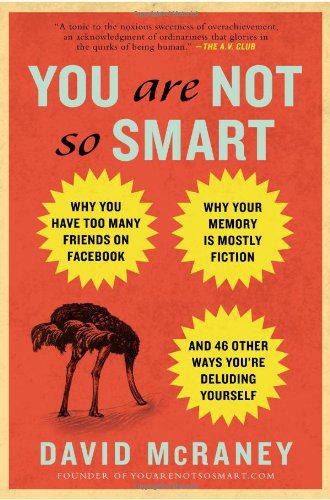 "A tonic to the noxious sweetness of overachievement,
an acknowledgment of ordinariness that glories in
the quirks of being human." —THE A.V. CLUB
YOU are NOT
so SMART
WHY YOU
HAVE TOO MANY
FRIENDS ON
FACEBOOK
WHY YOUR
MEMORY
IS MOSTLY
FICTION
AND 46 OTHER
WAYS YOU'RE
DELUDING
YOURSELF
DAVID McRANEY
FOUNDER OF YOUARENOTSOSMART.COM